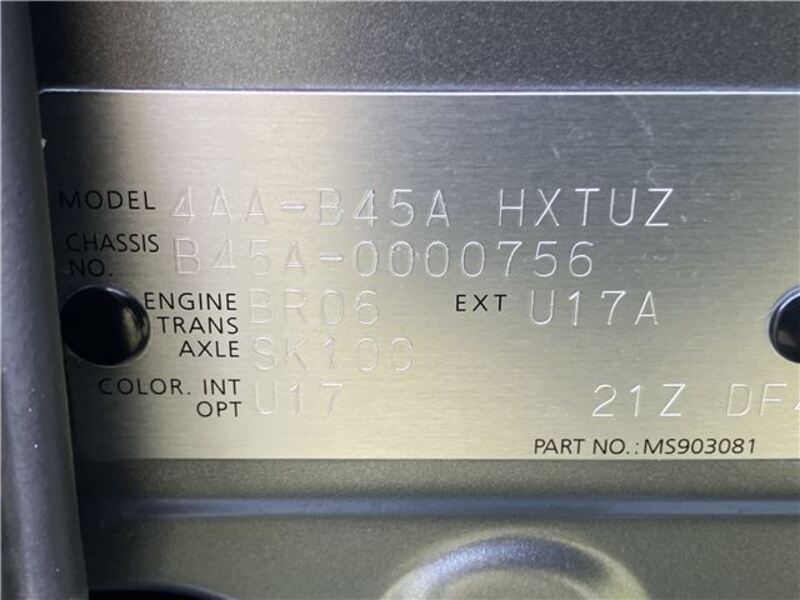 MODEL 4AA-B45A HXTUZ
CHASSIS NO. B45A-0000756
ENGINE BR06 EXT U17A
TRANS AXLE SK10C
COLOR. INT U17
OPT 21Z
PART NO.: MS903081